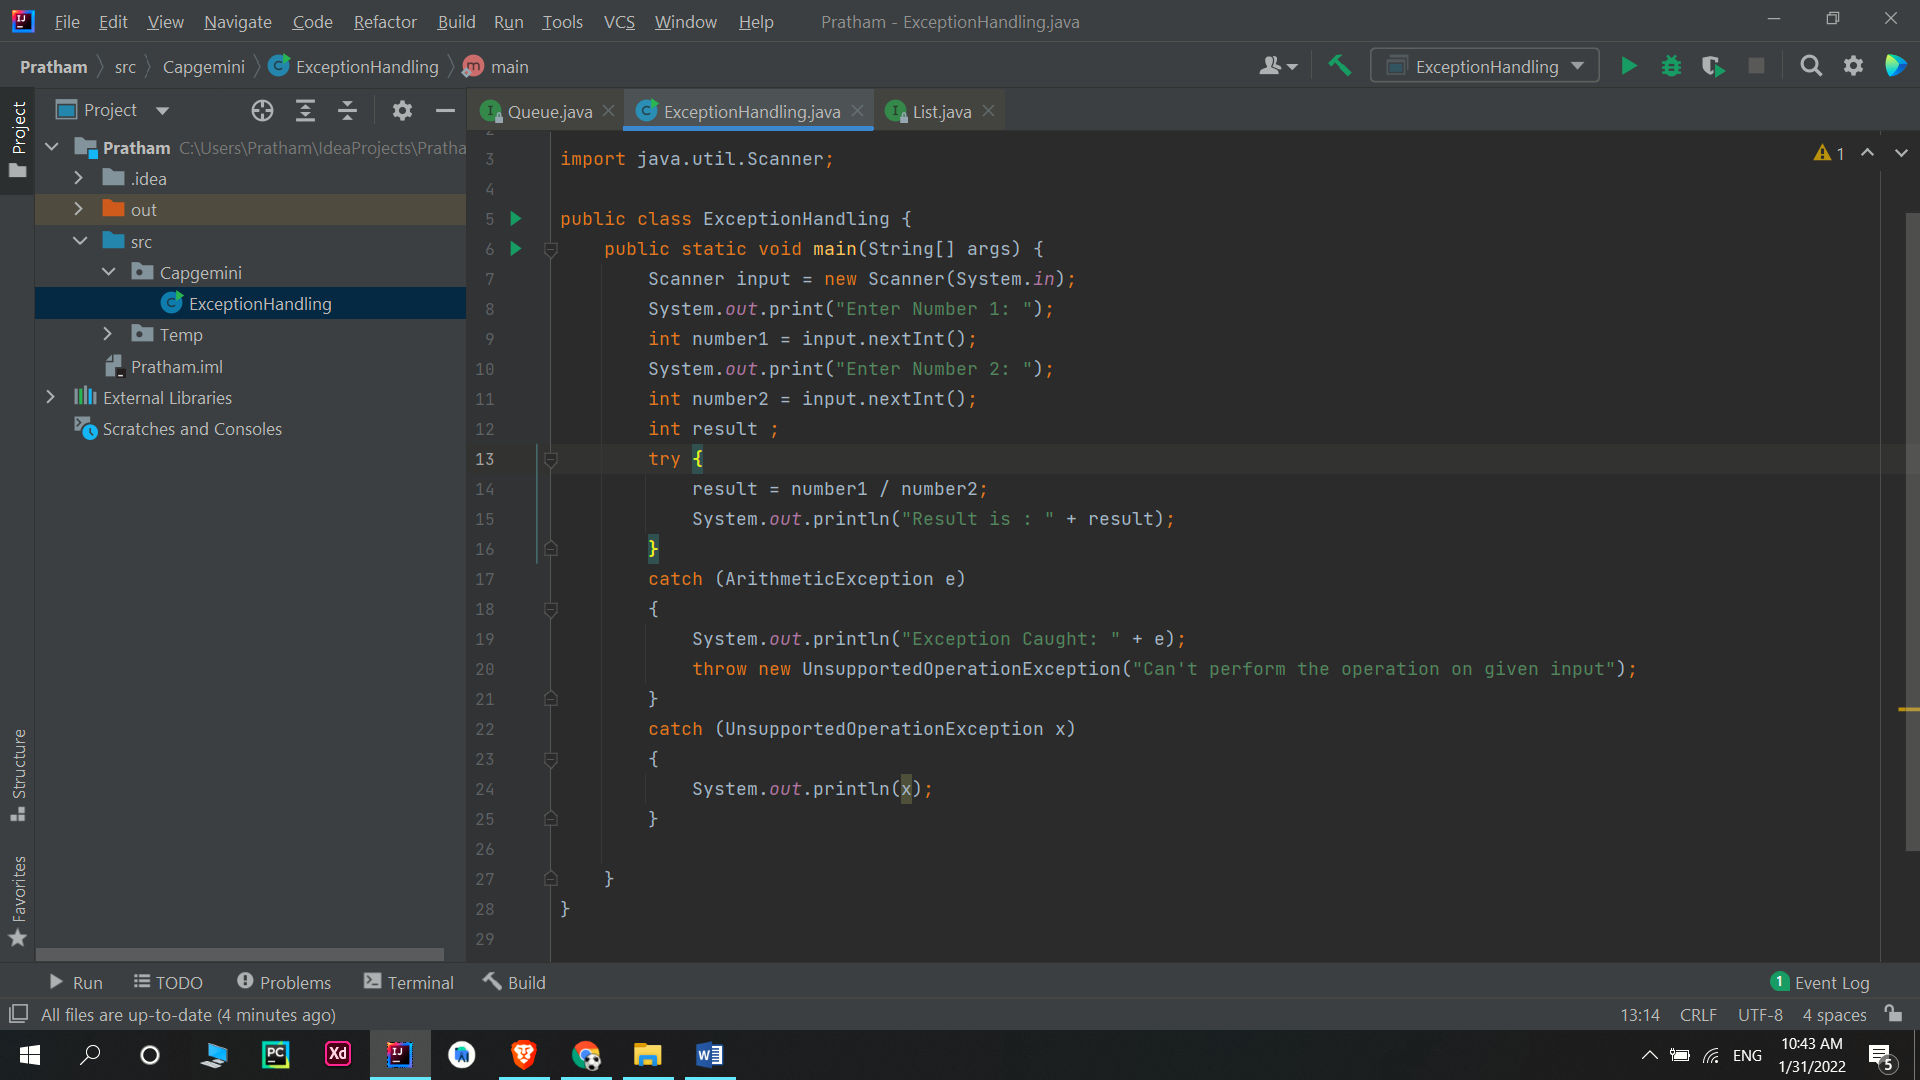 File Edit View Navigate Code Refactor Build Run Tools VCS Window Help Pratham - ExceptionHandling.java
Pratham src Capgemini ExceptionHandling main
ExceptionHandling
Project
Project
Queue.java ExceptionHandling.java List.java
Pratham C:\Users\Pratham\IdeaProjects\Pratha
.idea
out
src
Capgemini
ExceptionHandling
Temp
Pratham.iml
External Libraries
Scratches and Consoles
1
3 import java.util.Scanner;
4
5 public class ExceptionHandling {
6 public static void main(String[] args) {
7 Scanner input = new Scanner(System.in);
8 System.out.print("Enter Number 1: ");
9 int number1 = input.nextInt();
10 System.out.print("Enter Number 2: ");
11 int number2 = input.nextInt();
12 int result ;
13 try {
14 result = number1 / number2;
15 System.out.println("Result is : " + result);
16 }
17 catch (ArithmeticException e)
18 {
19 System.out.println("Exception Caught: " + e);
20 throw new UnsupportedOperationException("Can't perform the operation on given input");
21 }
22 catch (UnsupportedOperationException x)
23 {
24 System.out.println(x);
25 }
26
27 }
28 }
29
Structure
Favorites
Run TODO Problems Terminal Build 1 Event Log
All files are up-to-date (4 minutes ago) 13:14 CRLF UTF-8 4 spaces
PC Xd IJ W ENG 10:43 AM
1/31/2022 5